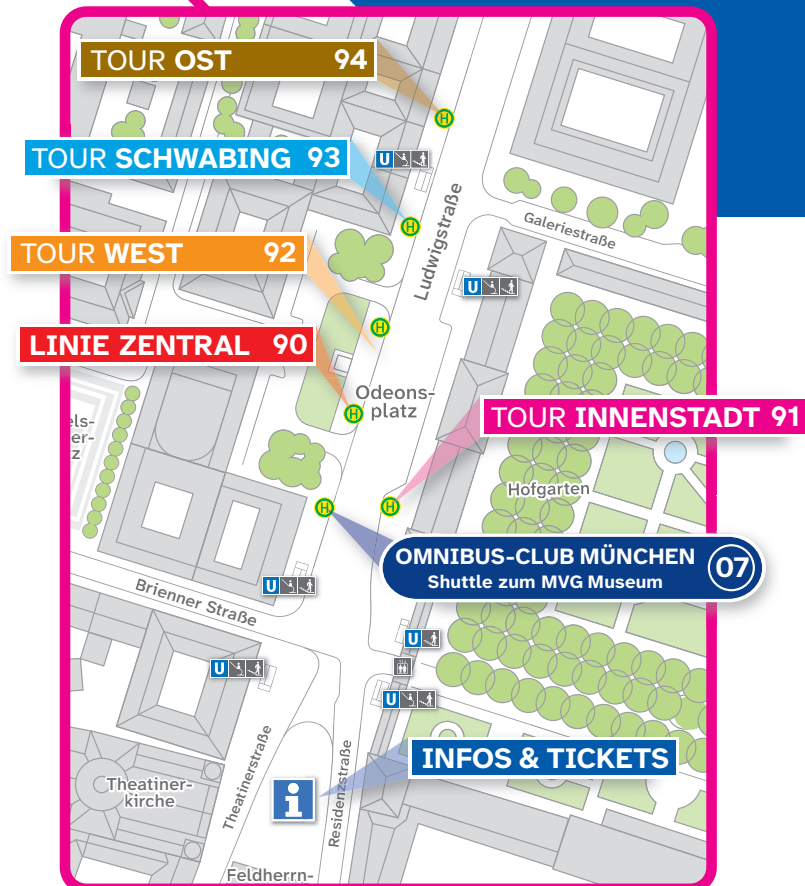 TOUR OST 94
H
TOUR SCHWABING 93
U
H
Ludwigstraße
Galeriestraße
TOUR WEST 92
U
H
LINIE ZENTRAL 90
Odeons-
platz
H
TOUR INNENSTADT 91
els-
er-
z
Hofgarten
H
H
OMNIBUS-CLUB MÜNCHEN 07
Shuttle zum MVG Museum
U
Brienner Straße
U
U
U
INFOS & TICKETS
Theatinerstraße
Residenzstraße
Theatiner-
kirche
i
Feldherrn-